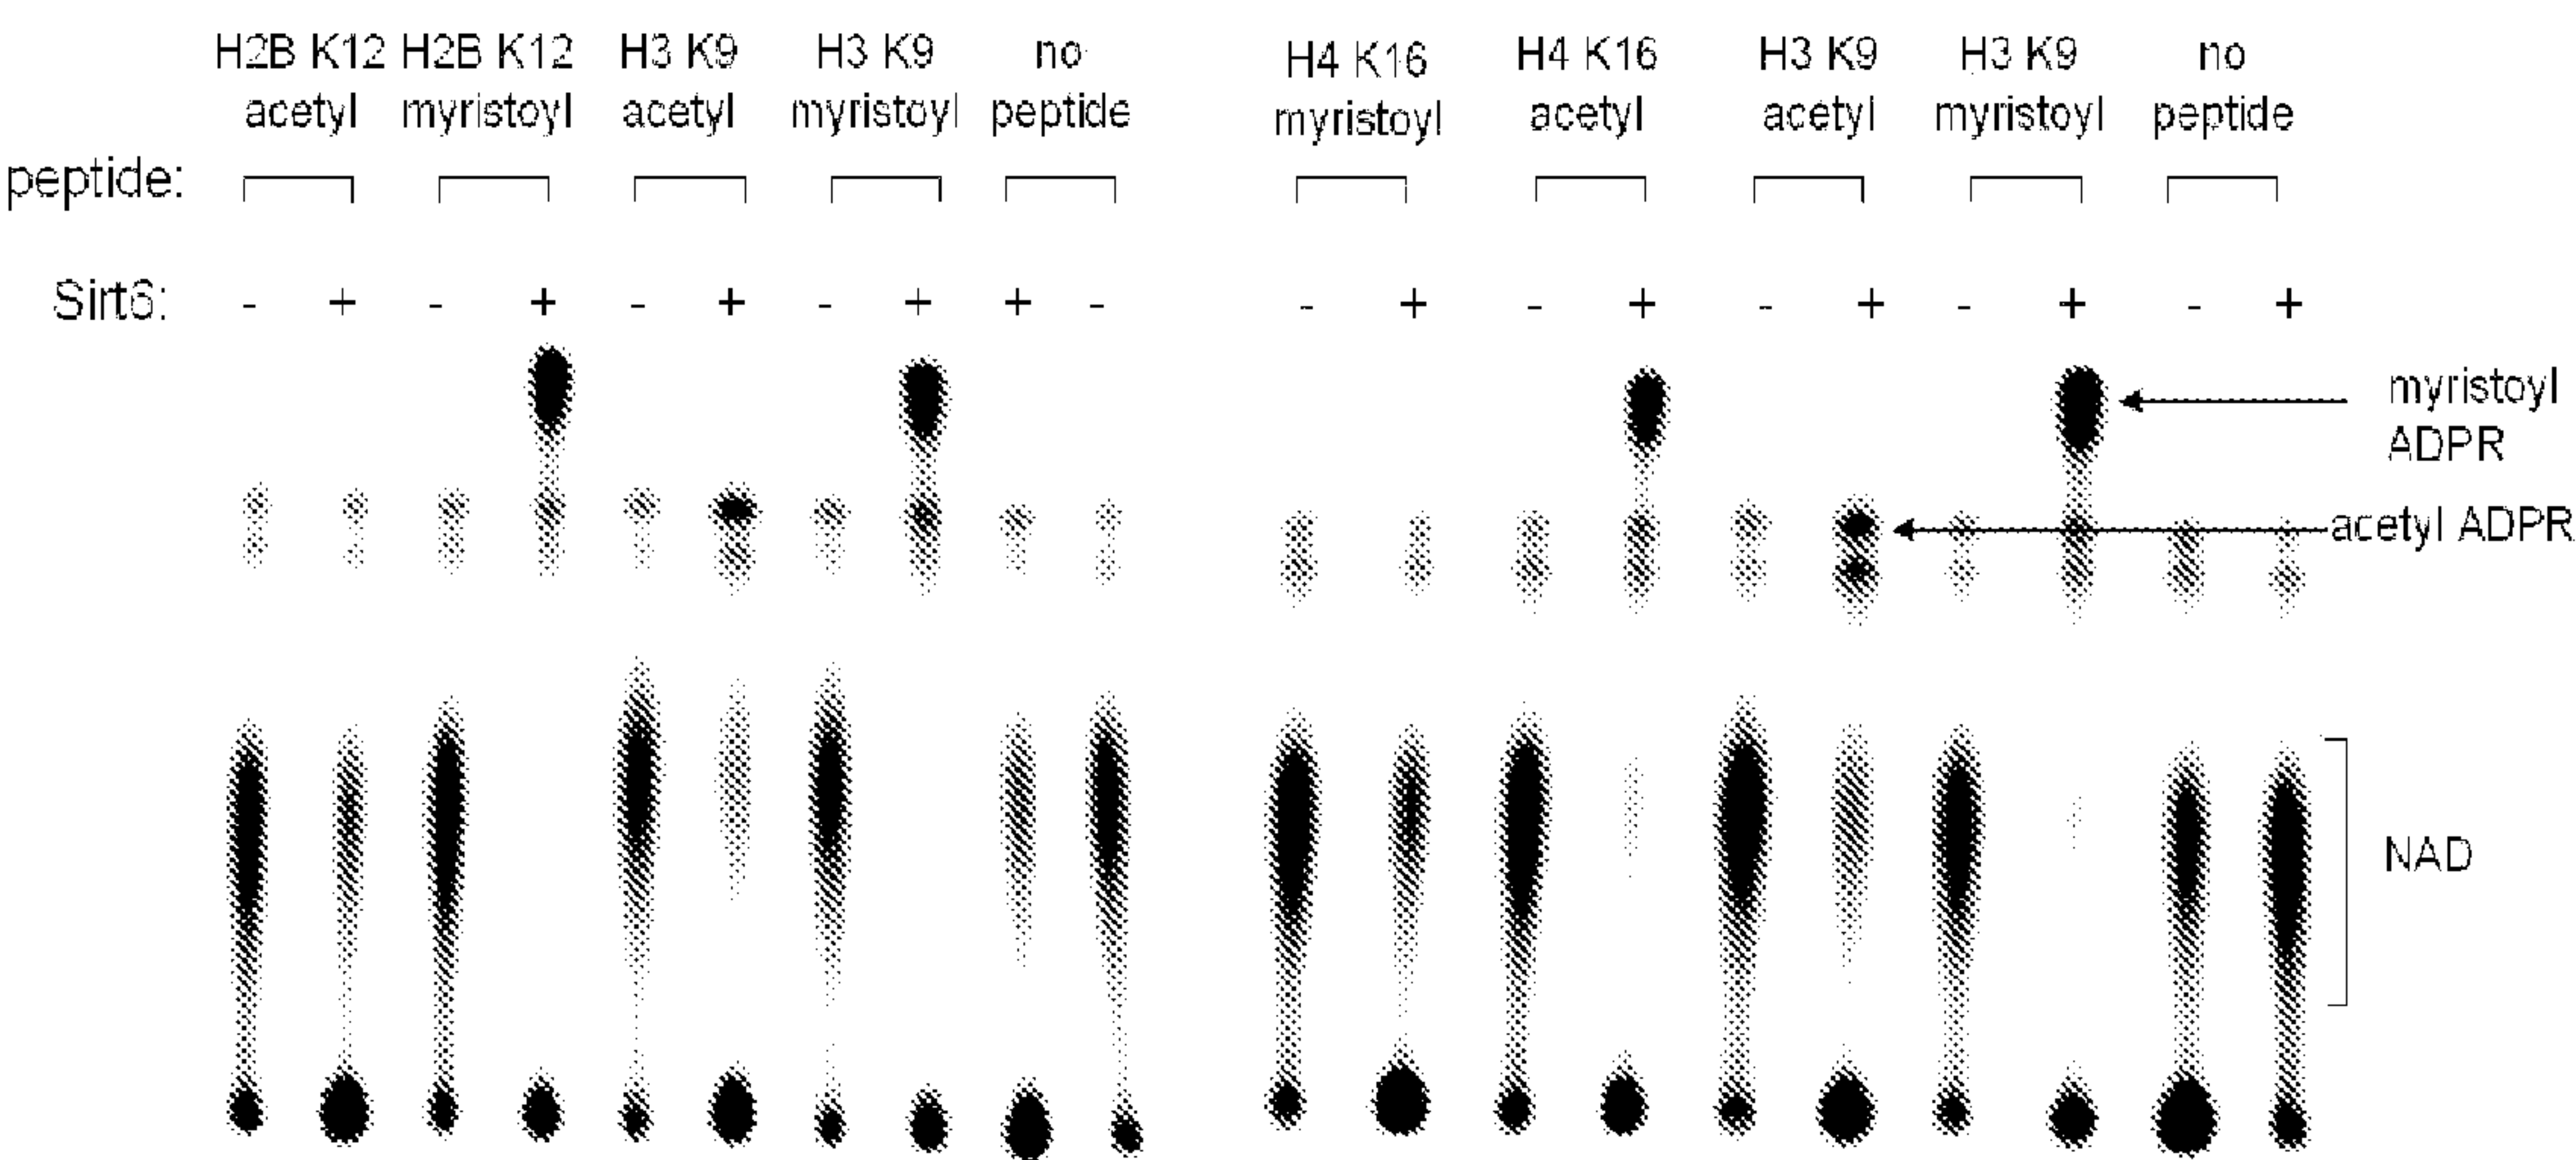 H2B K12 H2B K12 H3 K9 H3 K9 no H4 K16 H4 K16 H3 K9 H3 K9 no
acetyl myristoyl acetyl myristoyl peptide myristoyl acetyl acetyl myristoyl peptide
peptide:
Sirt6: - + - + - + - + + - - + - + - + - + - +
myristoyl
ADPR
acetyl ADPR
NAD